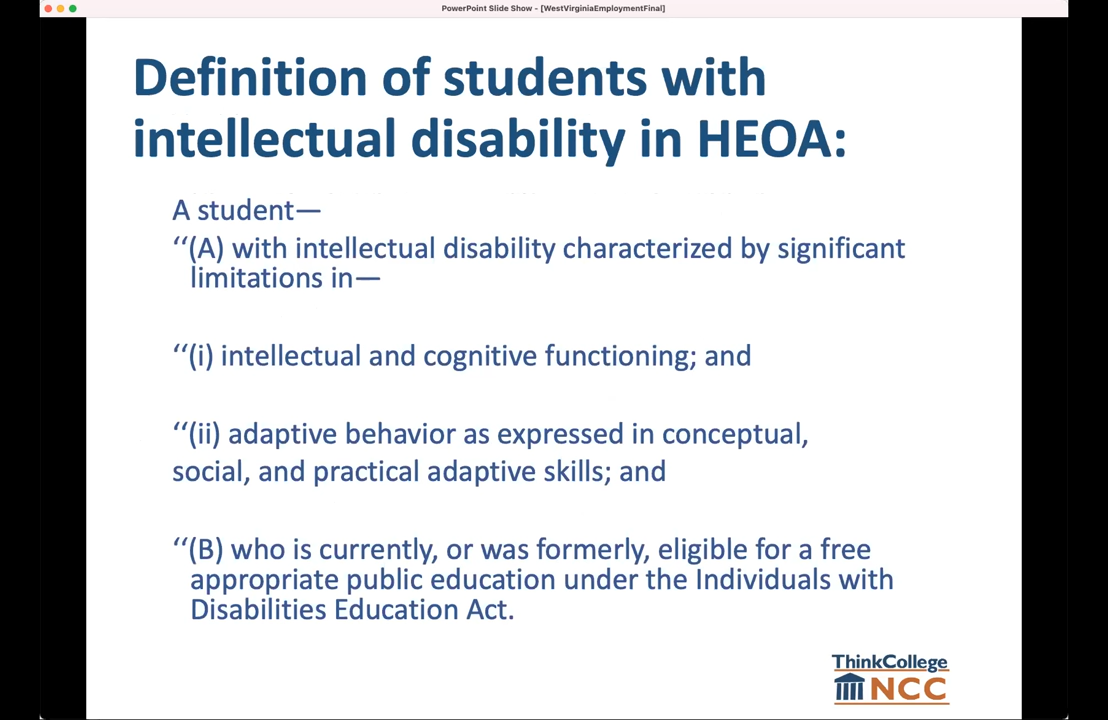 PowerPoint Slide Show - [WestVirginiaEmploymentFinal]
Definition of students with
intellectual disability in HEOA:
A student—
‘‘(A) with intellectual disability characterized by significant
limitations in—
‘‘(i) intellectual and cognitive functioning; and
‘‘(ii) adaptive behavior as expressed in conceptual,
social, and practical adaptive skills; and
‘‘(B) who is currently, or was formerly, eligible for a free
appropriate public education under the Individuals with
Disabilities Education Act.
ThinkCollege
NCC